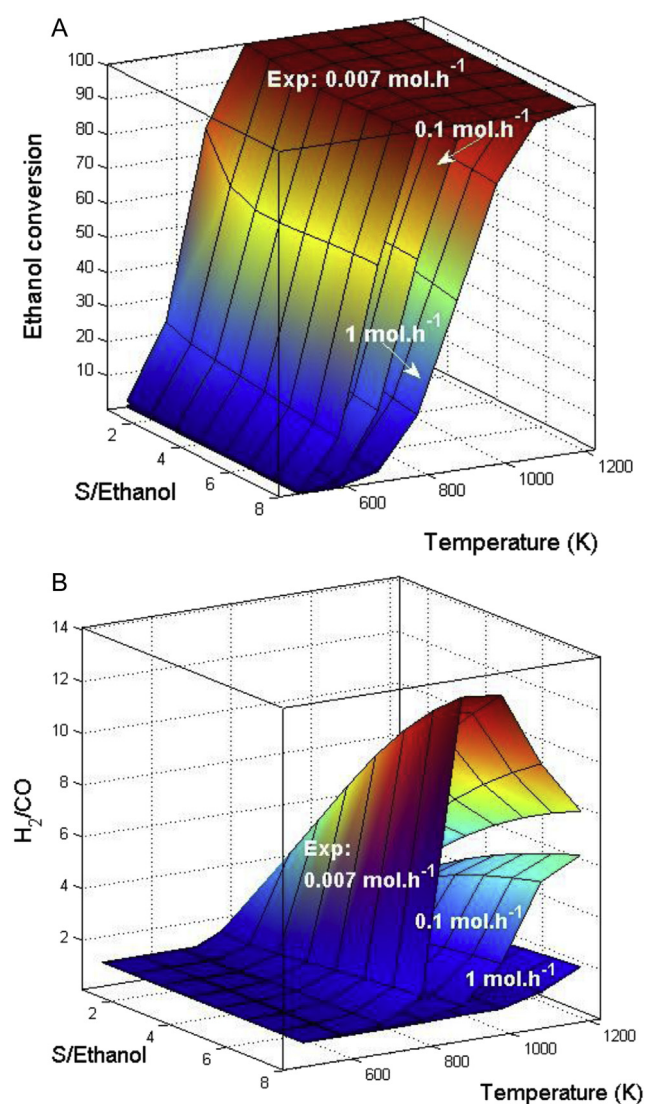 A
100
90
80
70
60
50
40
30
20
10
Ethanol conversion
Exp: 0.007 mol.h⁻¹
0.1 mol.h⁻¹
1 mol.h⁻¹
2
4
6
8
S/Ethanol
600
800
1000
1200
Temperature (K)
B
14
12
10
8
6
4
2
H₂/CO
Exp:
0.007 mol.h⁻¹
0.1 mol.h⁻¹
1 mol.h⁻¹
2
4
6
8
S/Ethanol
600
800
1000
1200
Temperature (K)